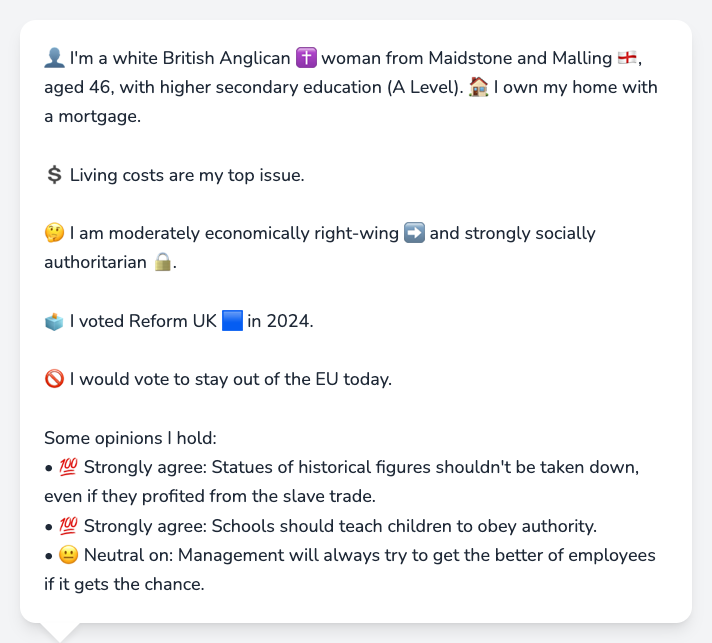 👤 I'm a white British Anglican ✝️ woman from Maidstone and Malling 🏴󠁧󠁢󠁥󠁮󠁧󠁿,
aged 46, with higher secondary education (A Level). 🏠 I own my home with
a mortgage.
💲 Living costs are my top issue.
🤔 I am moderately economically right-wing ➡️ and strongly socially
authoritarian 🔒.
🗳️ I voted Reform UK 🟦 in 2024.
🚫 I would vote to stay out of the EU today.
Some opinions I hold:
• 💯 Strongly agree: Statues of historical figures shouldn't be taken down,
even if they profited from the slave trade.
• 💯 Strongly agree: Schools should teach children to obey authority.
• 😐 Neutral on: Management will always try to get the better of employees
if it gets the chance.